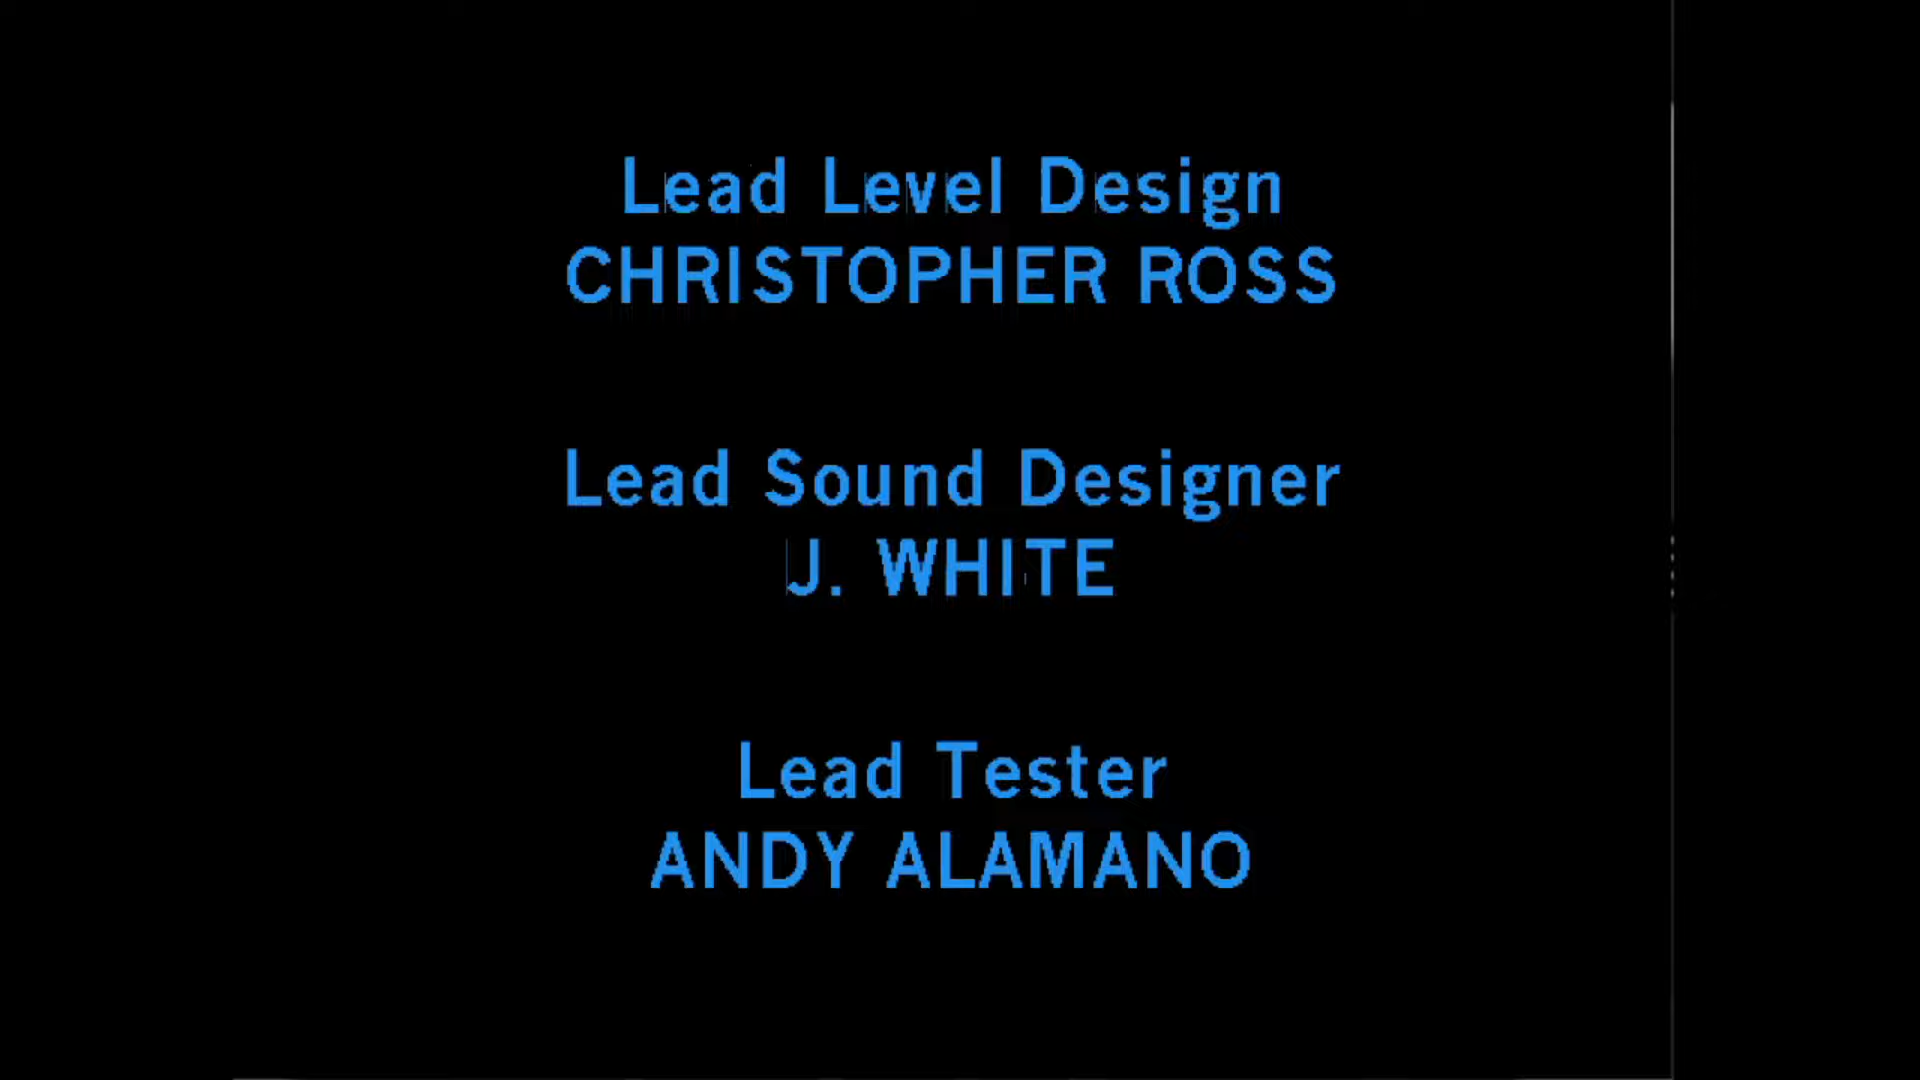 Lead Level Design
CHRISTOPHER ROSS
Lead Sound Designer
J. WHITE
Lead Tester
ANDY ALAMANO